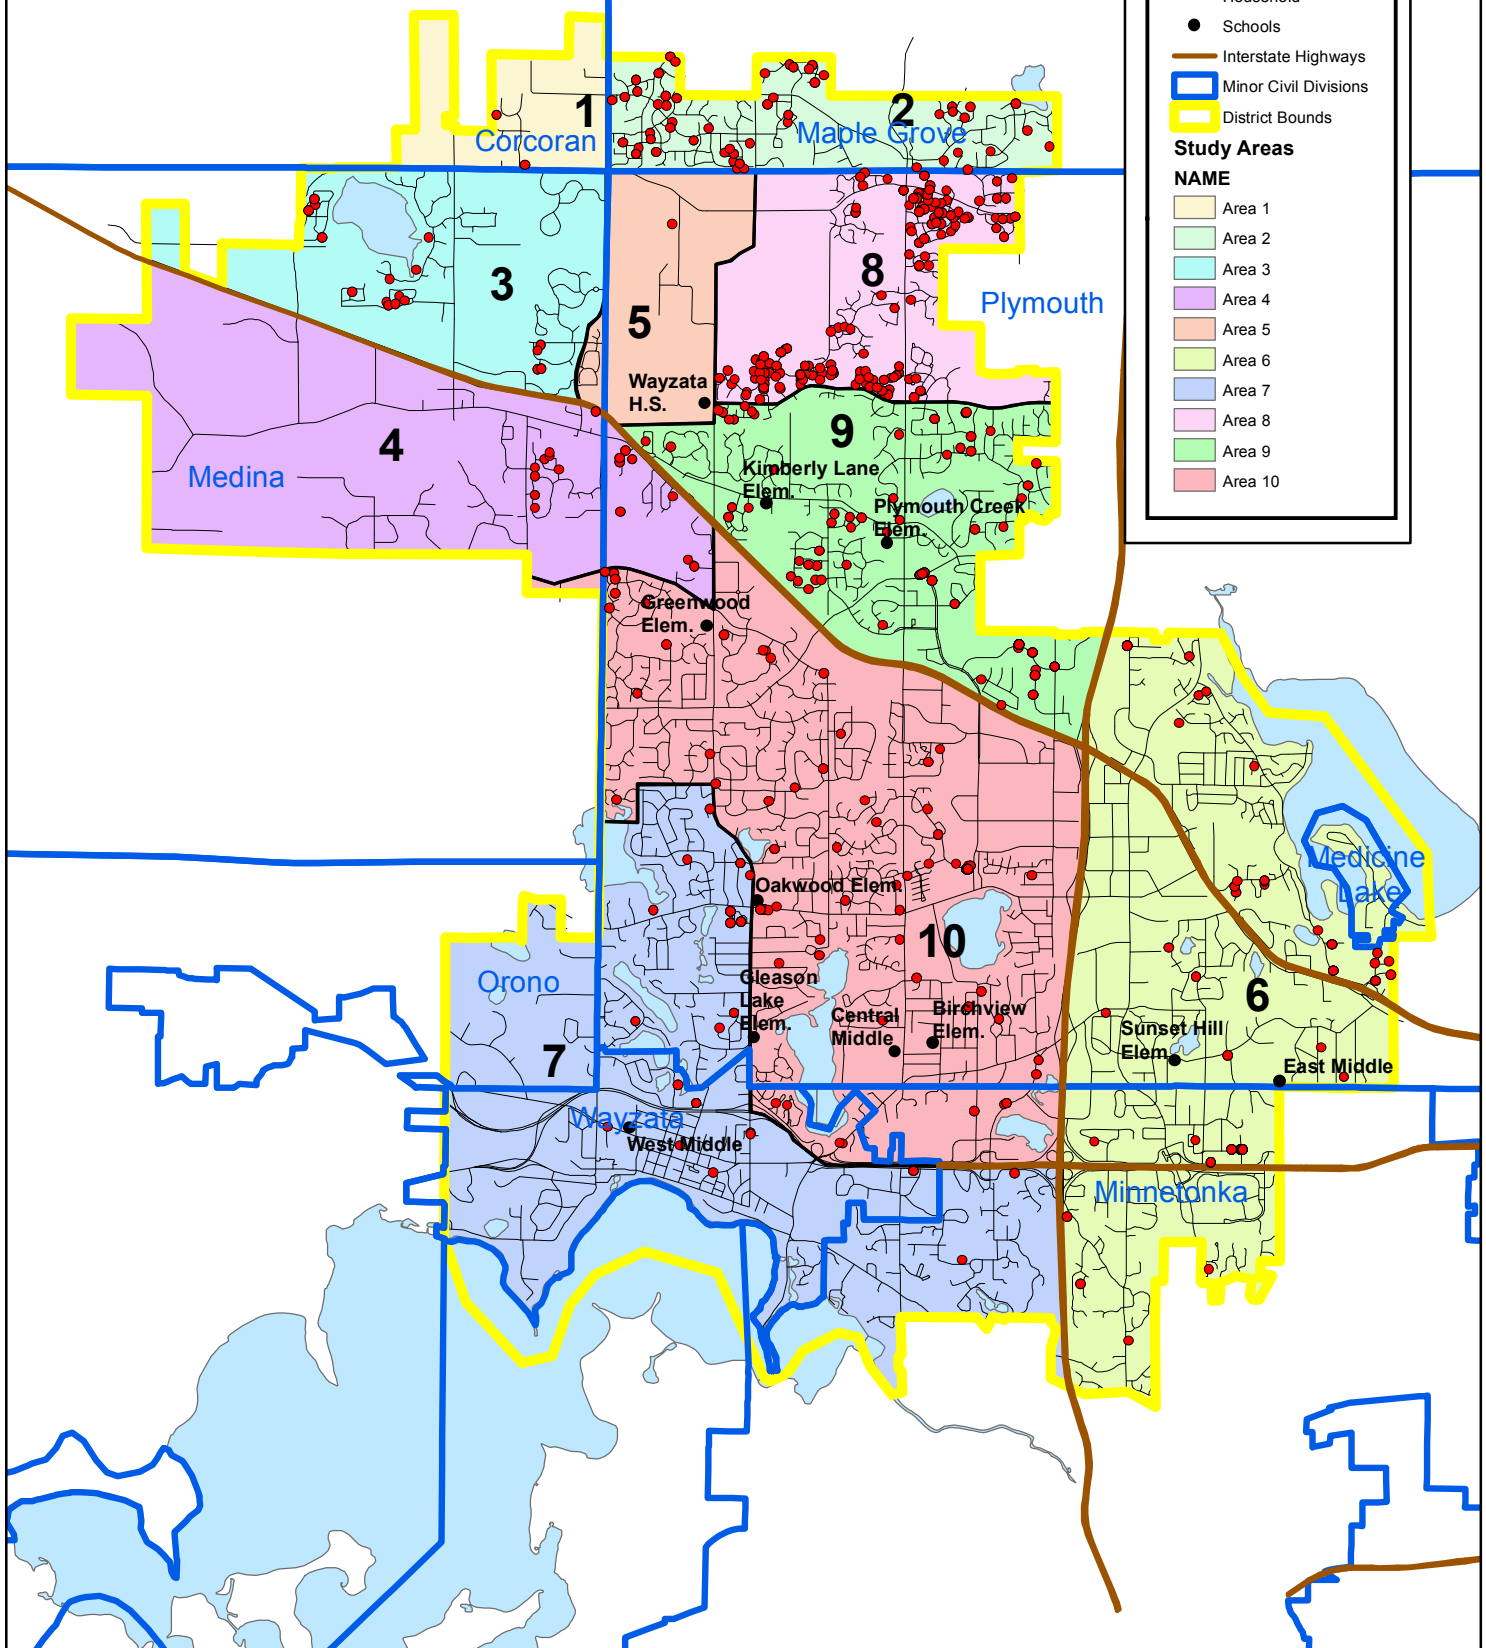 Household
Schools
Interstate Highways
Minor Civil Divisions
District Bounds
Study Areas
NAME
Area 1
Area 2
Area 3
Area 4
Area 5
Area 6
Area 7
Area 8
Area 9
Area 10
1
Corcoran
2
Maple Grove
3
5
8
Plymouth
Wayzata
H.S.
4
Medina
9
Kimberly Lane
Elem.
Plymouth Creek
Elem.
Greenwood
Elem.
Medicine
Lake
Oakwood Elem.
10
Orono
Gleason
Lake
Elem.
Central
Middle
Birchview
Elem.
6
Sunset Hill
Elem.
East Middle
7
Wayzata
West Middle
Minnetonka